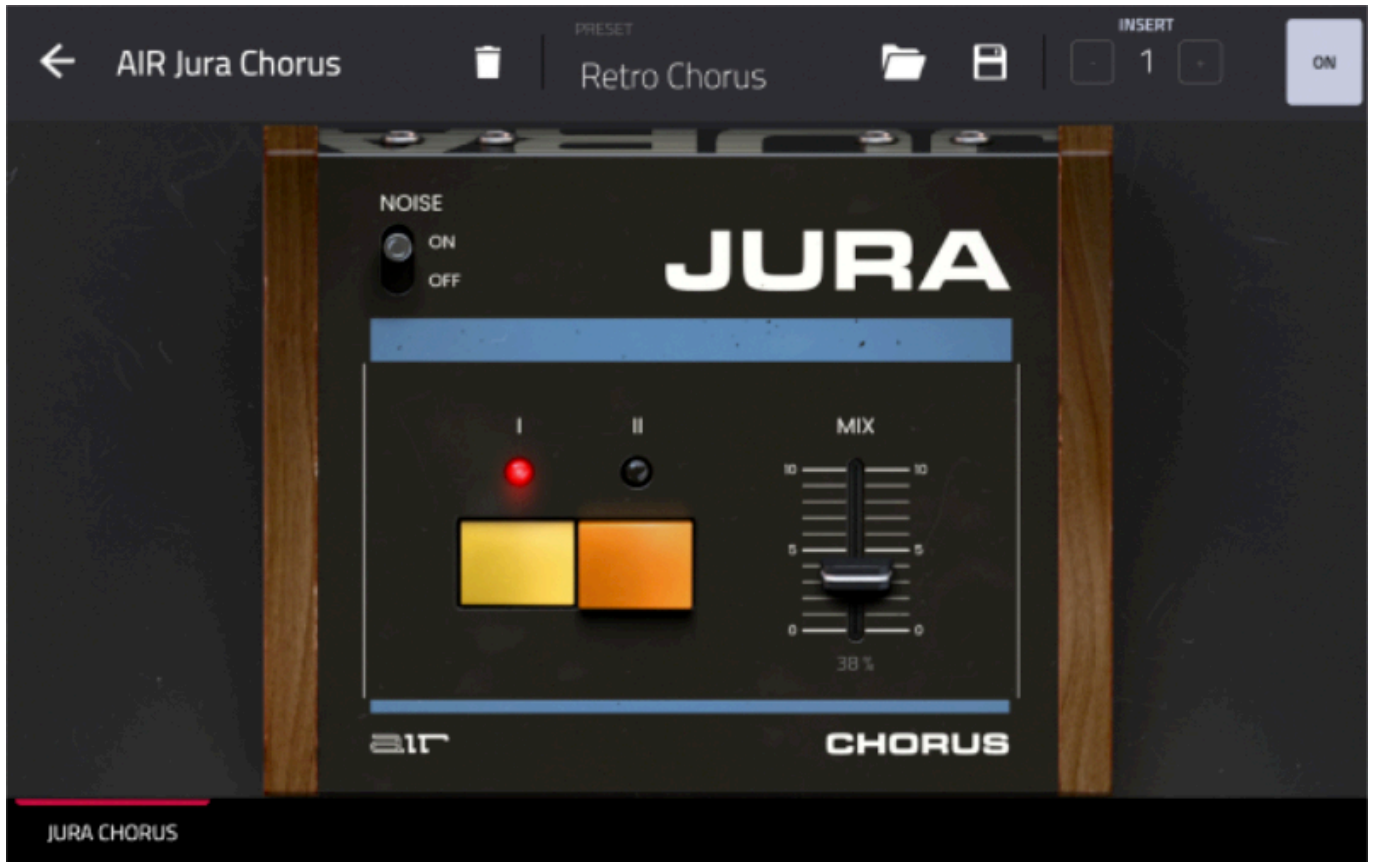 AIR Jura Chorus
PRESET
Retro Chorus
INSERT
- 1 +
ON
NOISE
ON
OFF
JURA
I II MIX
10 10
5 5
0 0
38 %
air
CHORUS
JURA CHORUS